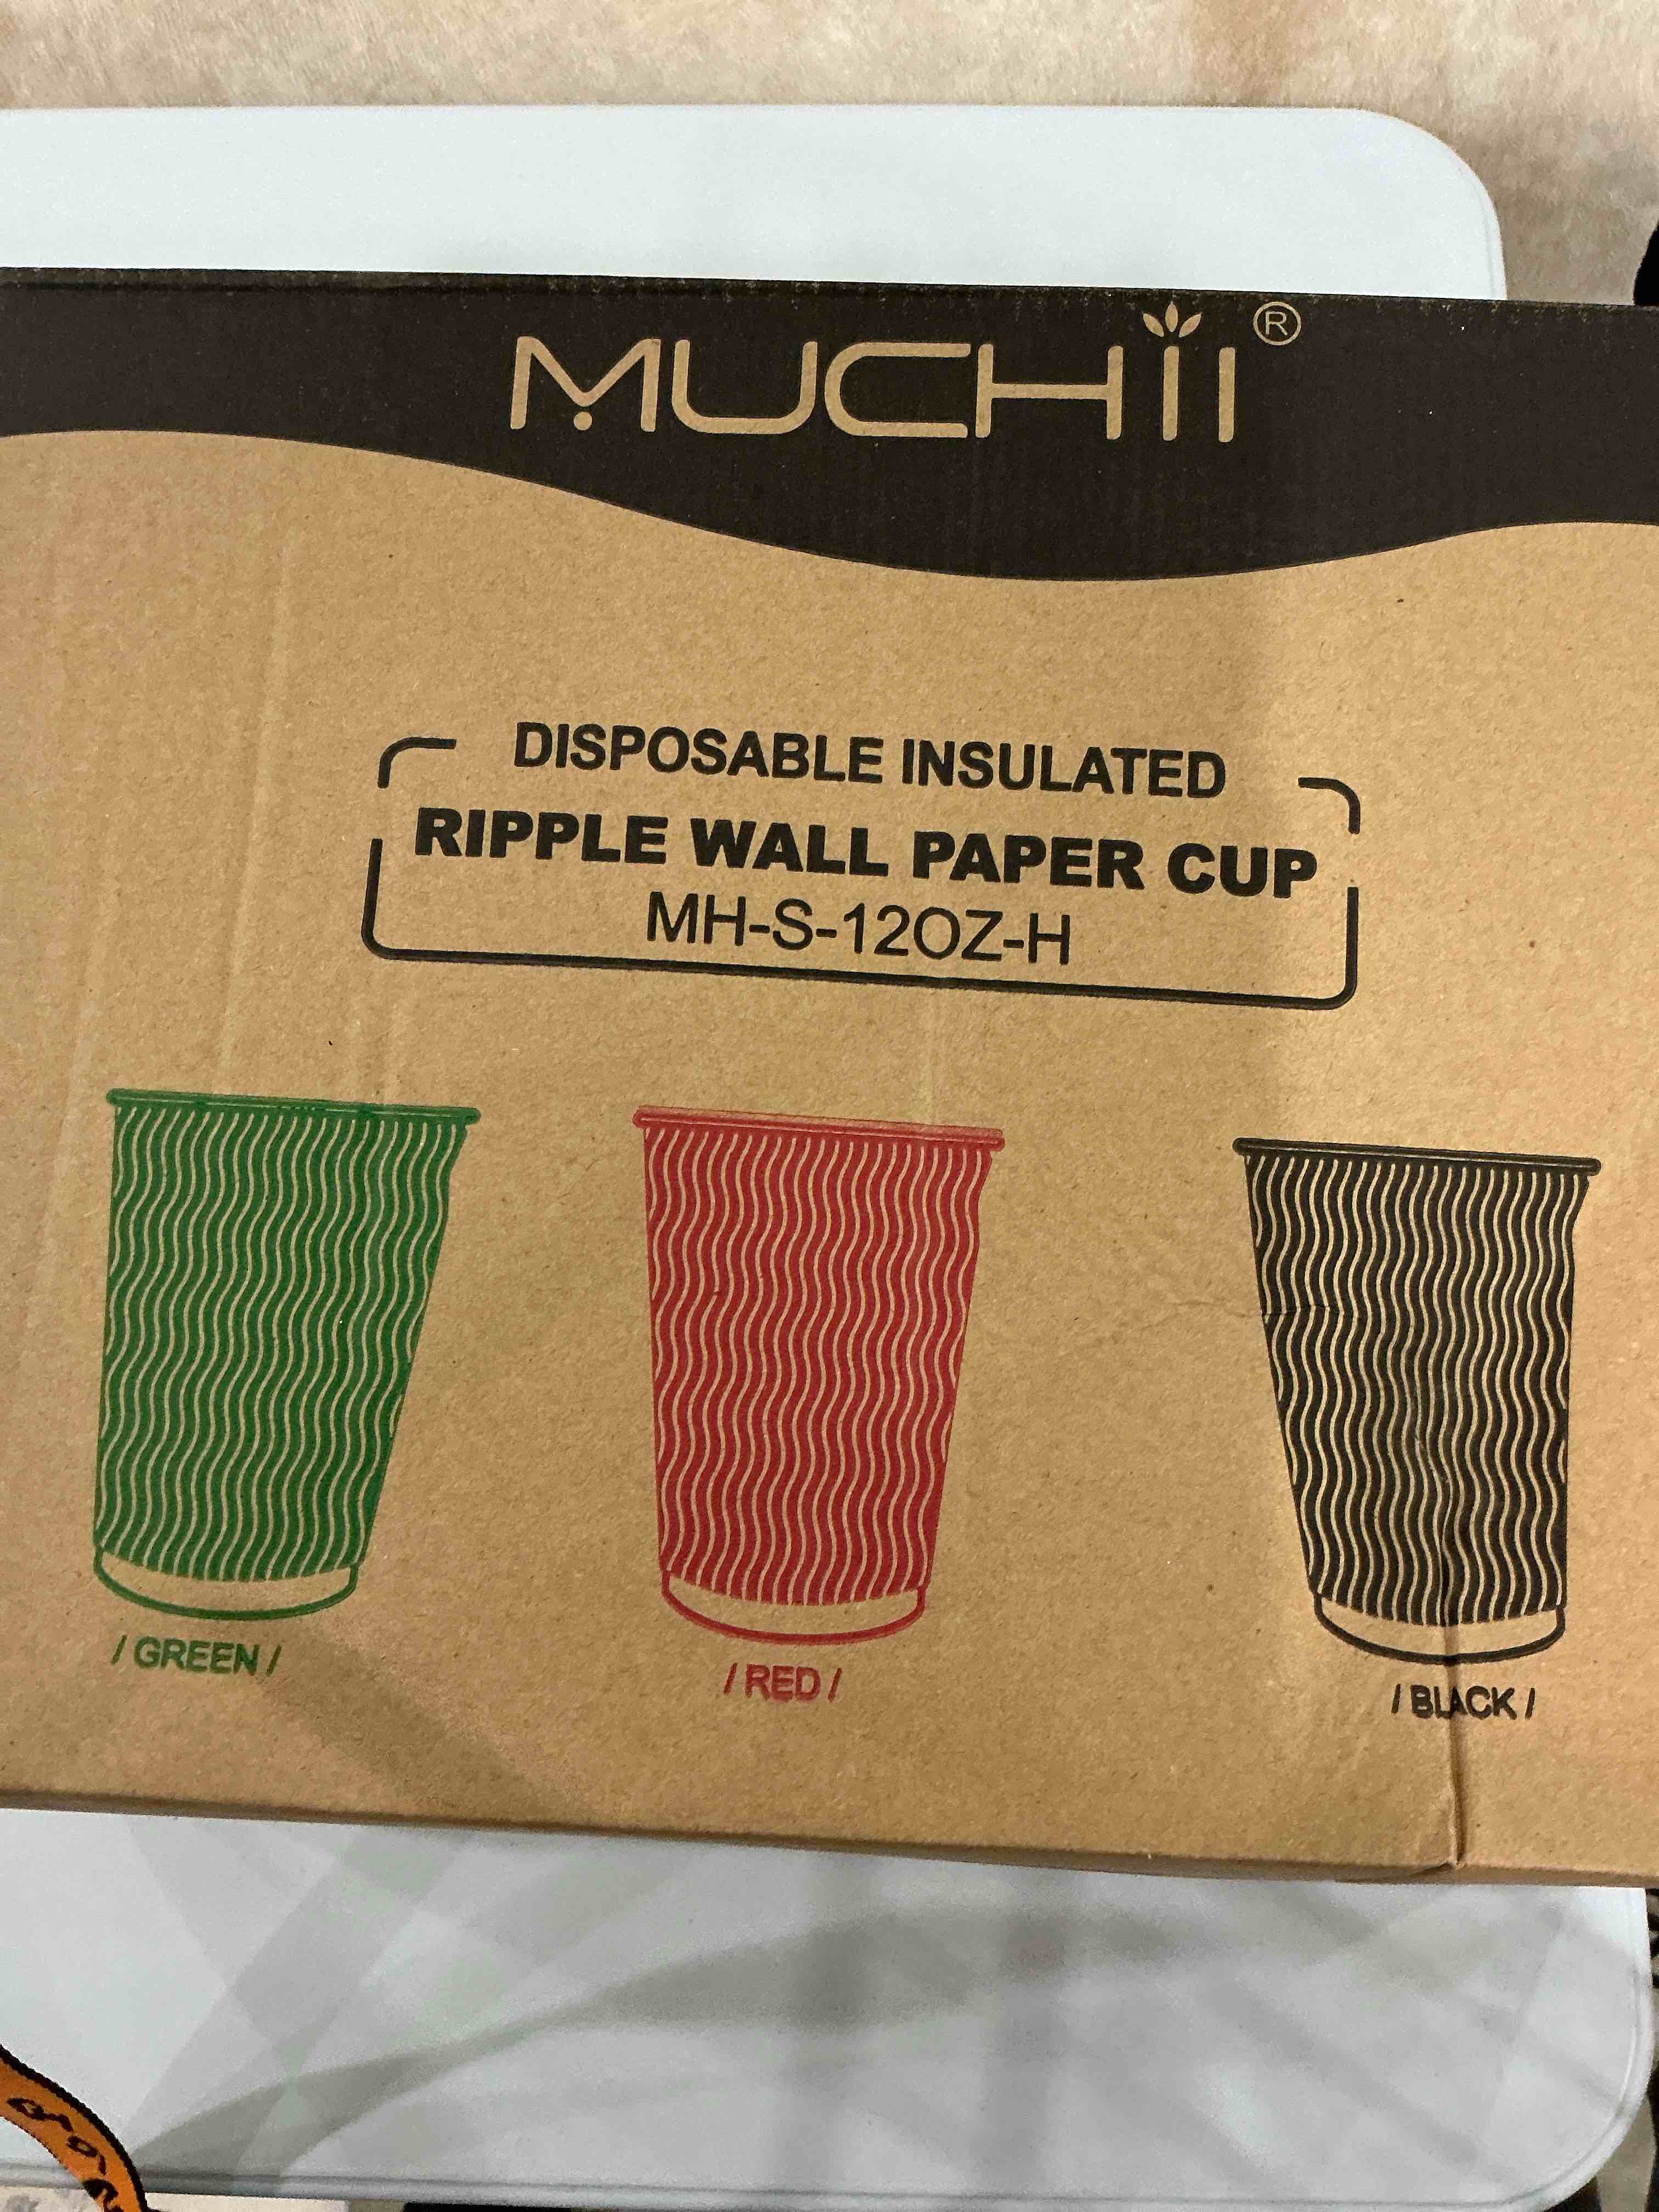 MUCHII®
DISPOSABLE INSULATED
RIPPLE WALL PAPER CUP
MH-S-12OZ-H
/ GREEN /
/ RED /
/ BLACK /